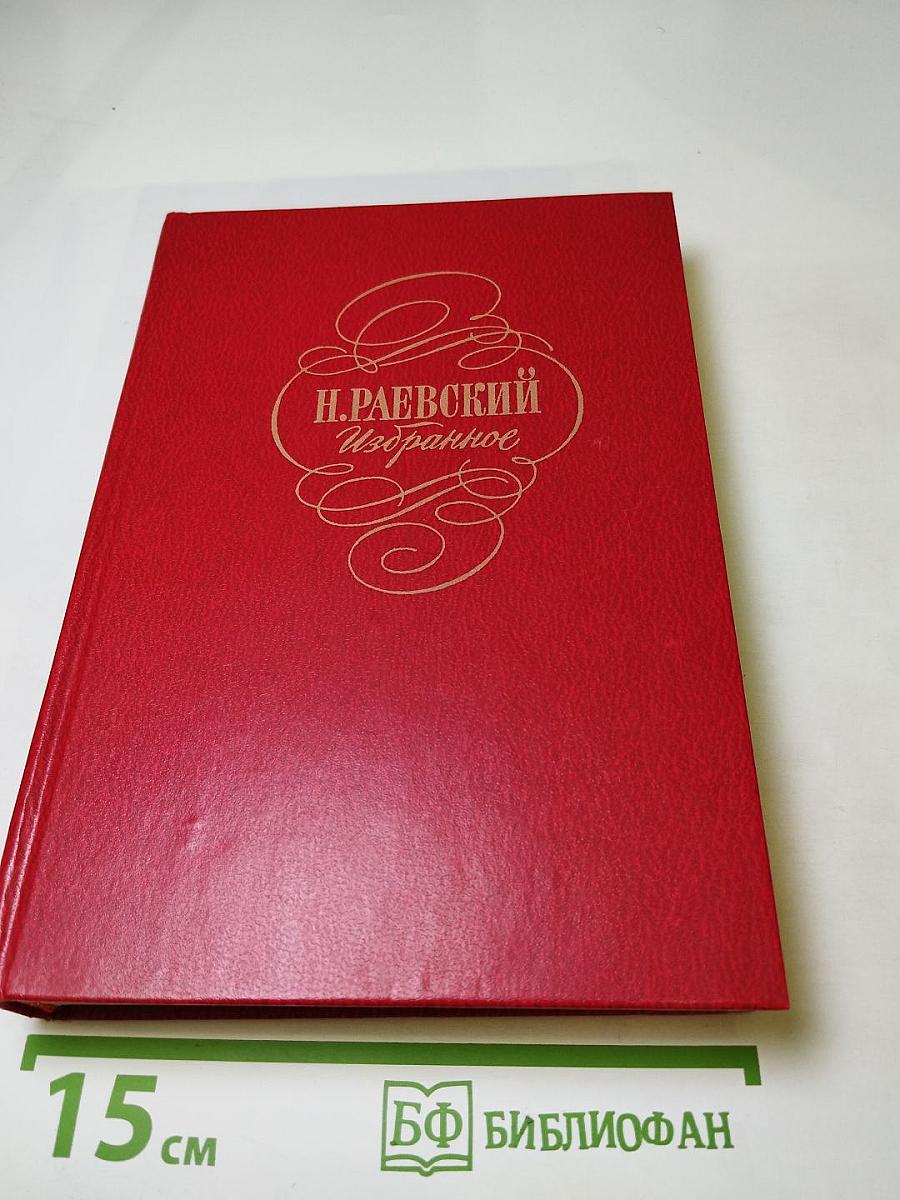 Н.РАЕВСКИЙ
Избранное
15 см
БФ БИБЛИОФАН